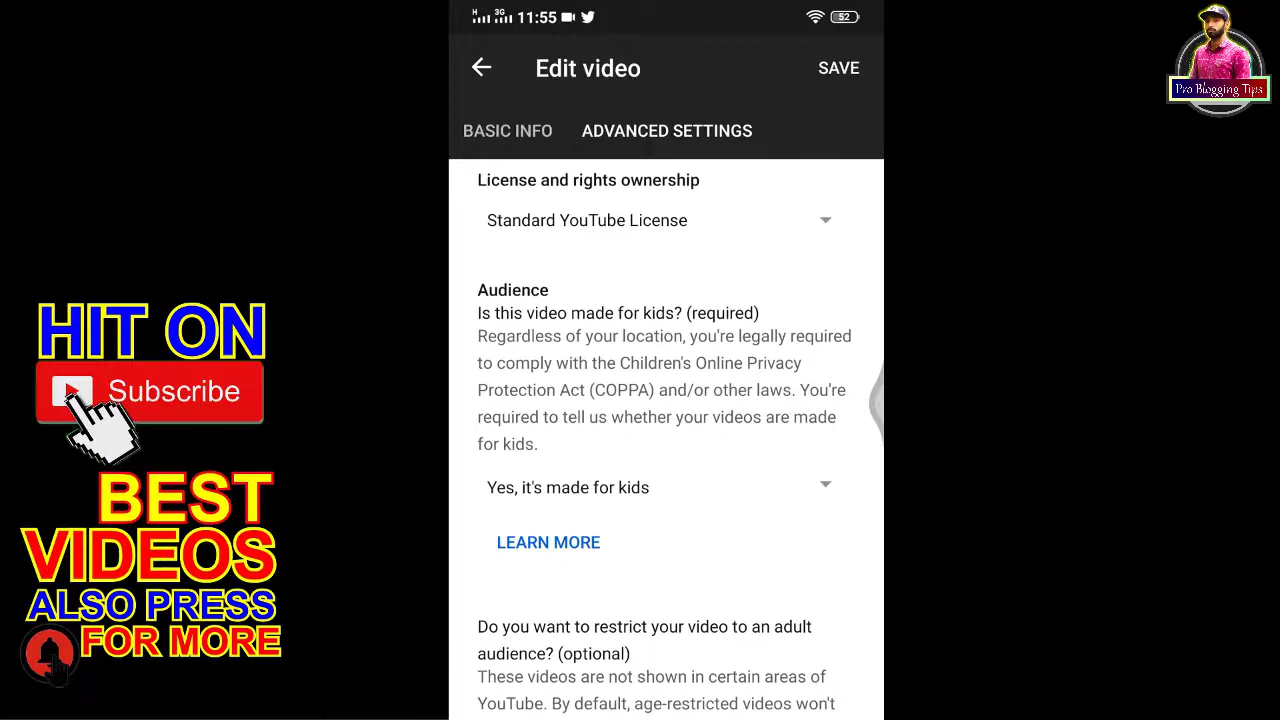 H 3G 11:55 52
Edit video
SAVE
BASIC INFO ADVANCED SETTINGS
License and rights ownership
Standard YouTube License
Audience
Is this video made for kids? (required)
Regardless of your location, you're legally required
to comply with the Children's Online Privacy
Protection Act (COPPA) and/or other laws. You're
required to tell us whether your videos are made
for kids.
Yes, it's made for kids
LEARN MORE
Do you want to restrict your video to an adult
audience? (optional)
These videos are not shown in certain areas of
YouTube. By default, age-restricted videos won't
HIT ON
Subscribe
BEST
VIDEOS
ALSO PRESS
FOR MORE
Pro Blogging Tips